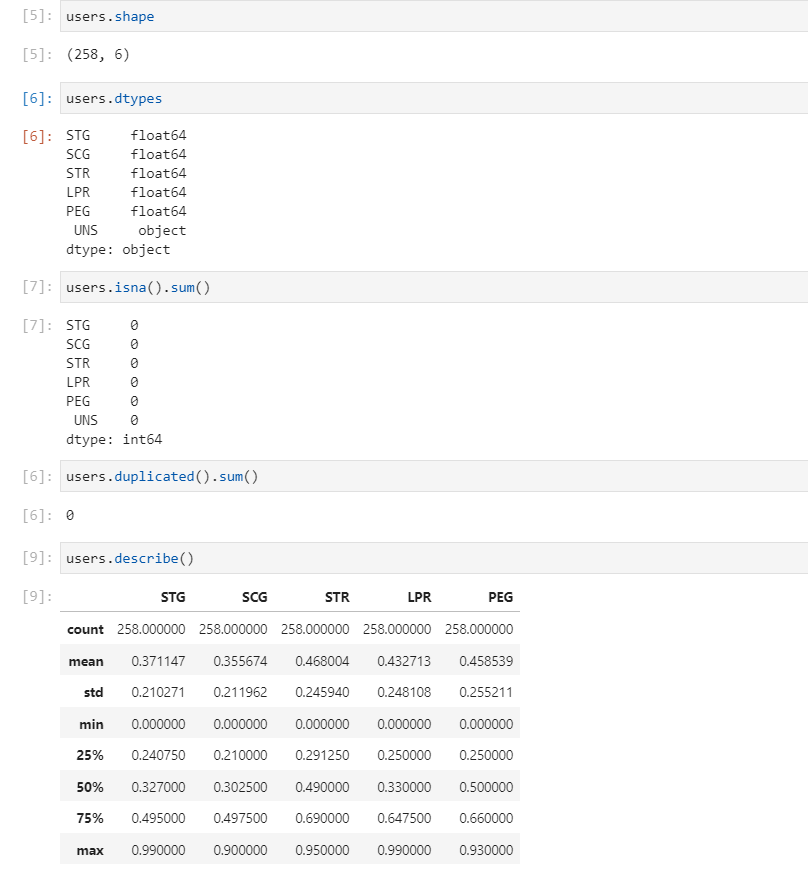 [5]: users.shape
[5]: (258, 6)
[6]: users.dtypes
[6]: STG     float64
SCG     float64
STR     float64
LPR     float64
PEG     float64
 UNS     object
dtype: object
[7]: users.isna().sum()
[7]: STG     0
SCG     0
STR     0
LPR     0
PEG     0
 UNS    0
dtype: int64
[6]: users.duplicated().sum()
[6]: 0
[9]: users.describe()
[9]: STG SCG STR LPR PEG
count 258.000000 258.000000 258.000000 258.000000 258.000000
mean 0.371147 0.355674 0.468004 0.432713 0.458539
std 0.210271 0.211962 0.245940 0.248108 0.255211
min 0.000000 0.000000 0.000000 0.000000 0.000000
25% 0.240750 0.210000 0.291250 0.250000 0.250000
50% 0.327000 0.302500 0.490000 0.330000 0.500000
75% 0.495000 0.497500 0.690000 0.647500 0.660000
max 0.990000 0.900000 0.950000 0.990000 0.930000